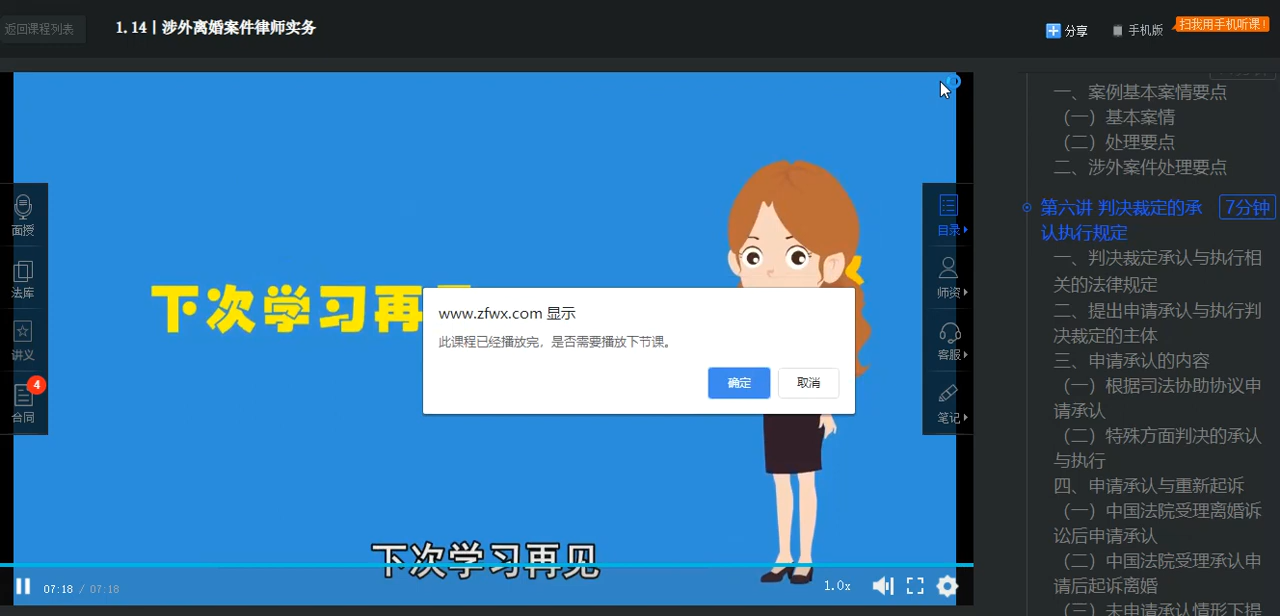 返回课程列表
1.14丨涉外离婚案件律师实务
分享
手机版
扫我用手机听课!
一、案例基本案情要点
（一）基本案情
（二）处理要点
二、涉外案件处理要点
第六讲 判决裁定的承
7分钟
认执行规定
一、判决裁定承认与执行相
关的法律规定
二、提出申请承认与执行判
决裁定的主体
三、申请承认的内容
（一）根据司法协助协议申
请承认
（二）特殊方面判决的承认
与执行
四、申请承认与重新起诉
（一）中国法院受理离婚诉
讼后申请承认
（二）中国法院受理承认申
请后起诉离婚
（三）未申请承认情形下提
面授
法库
讲义
4
合同
目录
师资
客服
笔记
下次学习再
www.zfwx.com 显示
此课程已经播放完，是否需要播放下节课。
确定
取消
下次学习再见
07:18 / 07:18
1.0x